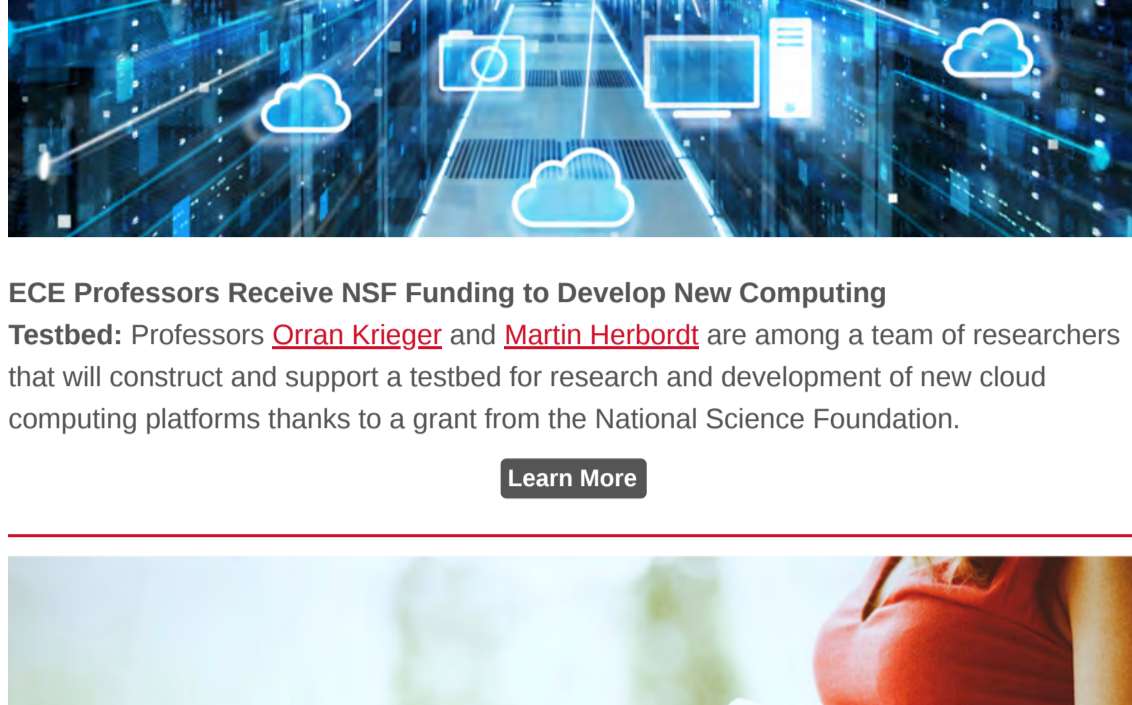 ECE Professors Receive NSF Funding to Develop New Computing
Testbed: Professors Orran Krieger and Martin Herbordt are among a team of researchers
that will construct and support a testbed for research and development of new cloud
computing platforms thanks to a grant from the National Science Foundation.
Learn More